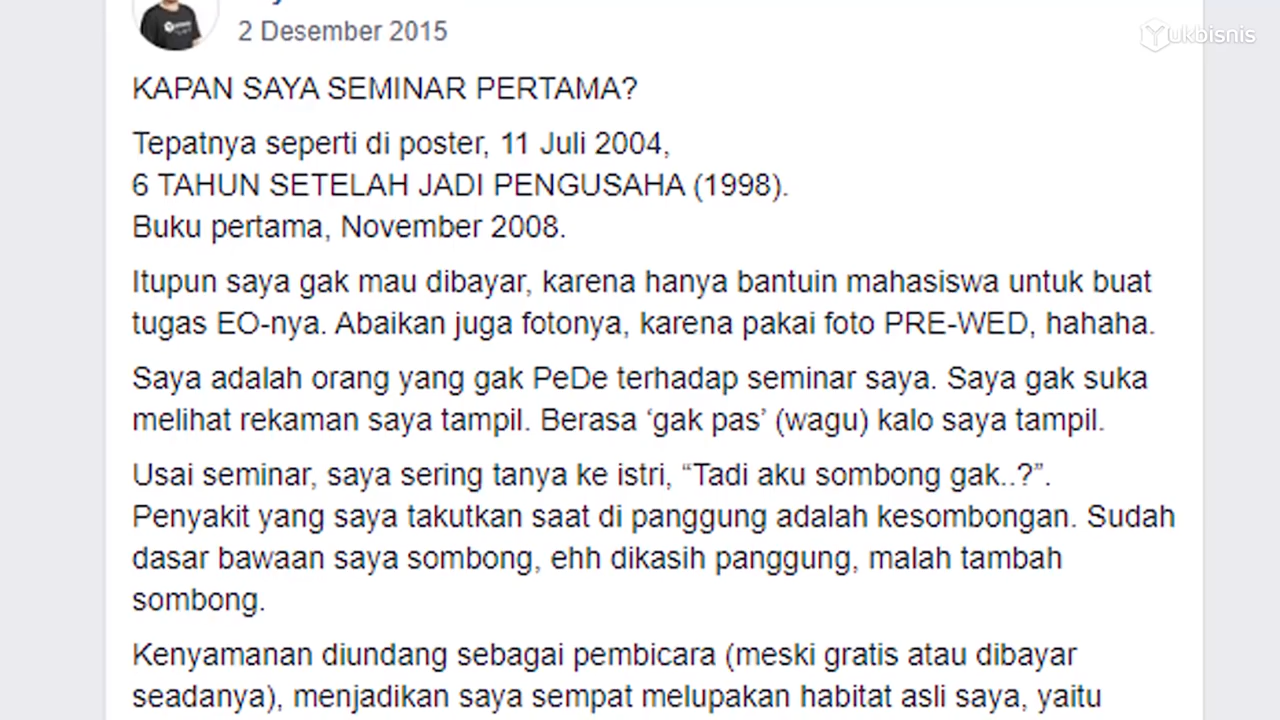 2 Desember 2015
Yukbisnis
KAPAN SAYA SEMINAR PERTAMA?
Tepatnya seperti di poster, 11 Juli 2004,
6 TAHUN SETELAH JADI PENGUSAHA (1998).
Buku pertama, November 2008.
Itupun saya gak mau dibayar, karena hanya bantuin mahasiswa untuk buat
tugas EO-nya. Abaikan juga fotonya, karena pakai foto PRE-WED, hahaha.
Saya adalah orang yang gak PeDe terhadap seminar saya. Saya gak suka
melihat rekaman saya tampil. Berasa ‘gak pas’ (wagu) kalo saya tampil.
Usai seminar, saya sering tanya ke istri, “Tadi aku sombong gak..?”.
Penyakit yang saya takutkan saat di panggung adalah kesombongan. Sudah
dasar bawaan saya sombong, ehh dikasih panggung, malah tambah
sombong.
Kenyamanan diundang sebagai pembicara (meski gratis atau dibayar
seadanya), menjadikan saya sempat melupakan habitat asli saya, yaitu